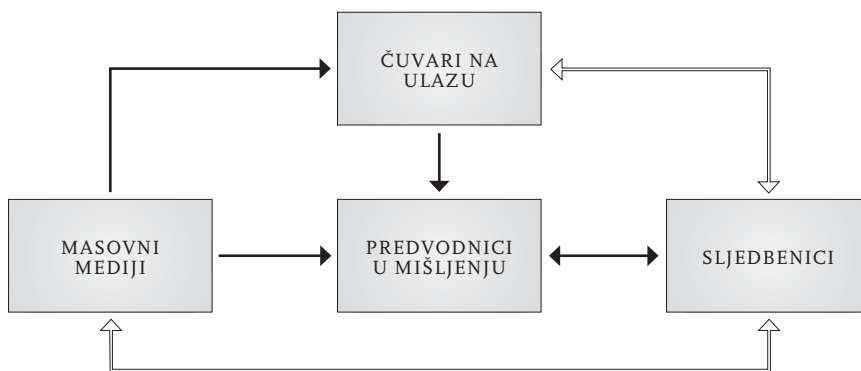 ČUVARI NA
ULAZU
MASOVNI
MEDIJI
PREDVODNICI
U MIŠLJENJU
SLJEDBENICI